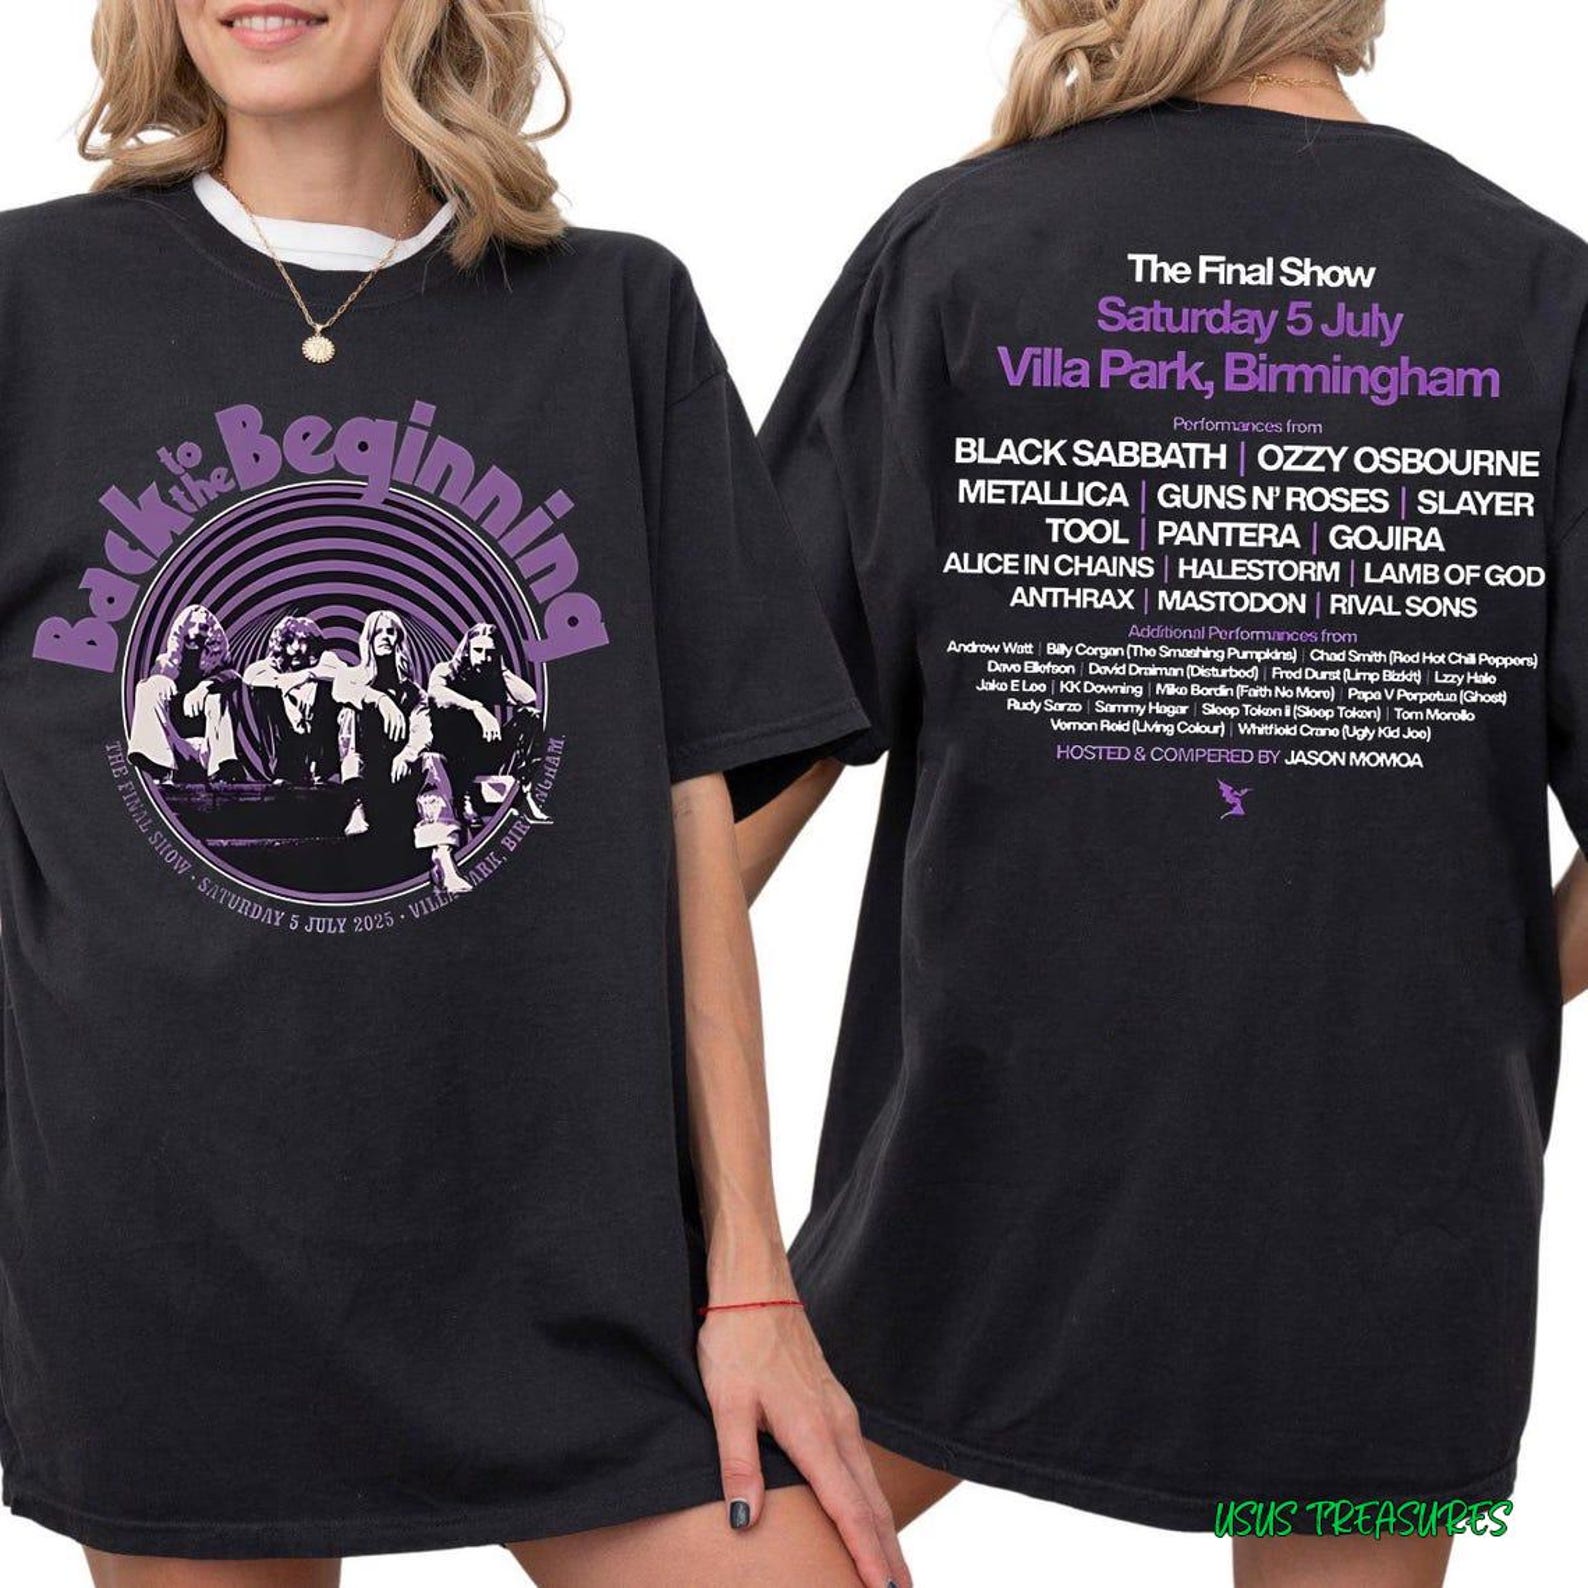 Back to the Beginning
THE FINAL SHOW · SATURDAY 5 JULY 2025 · VILLA PARK, BIRMINGHAM.
The Final Show
Saturday 5 July
Villa Park, Birmingham
Performances from
BLACK SABBATH | OZZY OSBOURNE
METALLICA | GUNS N' ROSES | SLAYER
TOOL | PANTERA | GOJIRA
ALICE IN CHAINS | HALESTORM | LAMB OF GOD
ANTHRAX | MASTODON | RIVAL SONS
Additional Performances from
Andrew Watt | Billy Corgan (The Smashing Pumpkins) | Chad Smith (Red Hot Chili Peppers)
Dave Ellefson | David Draiman (Disturbed) | Fred Durst (Limp Bizkit) | Lzzy Hale
Jake E Lee | KK Downing | Mike Bordin (Faith No More) | Papa V Perpetua (Ghost)
Rudy Sarzo | Sammy Hagar | Sleep Token ii (Sleep Token) | Tom Morello
Vernon Reid (Living Colour) | Whitfield Crane (Ugly Kid Joe)
HOSTED & COMPERED BY JASON MOMOA
USUS TREASURES